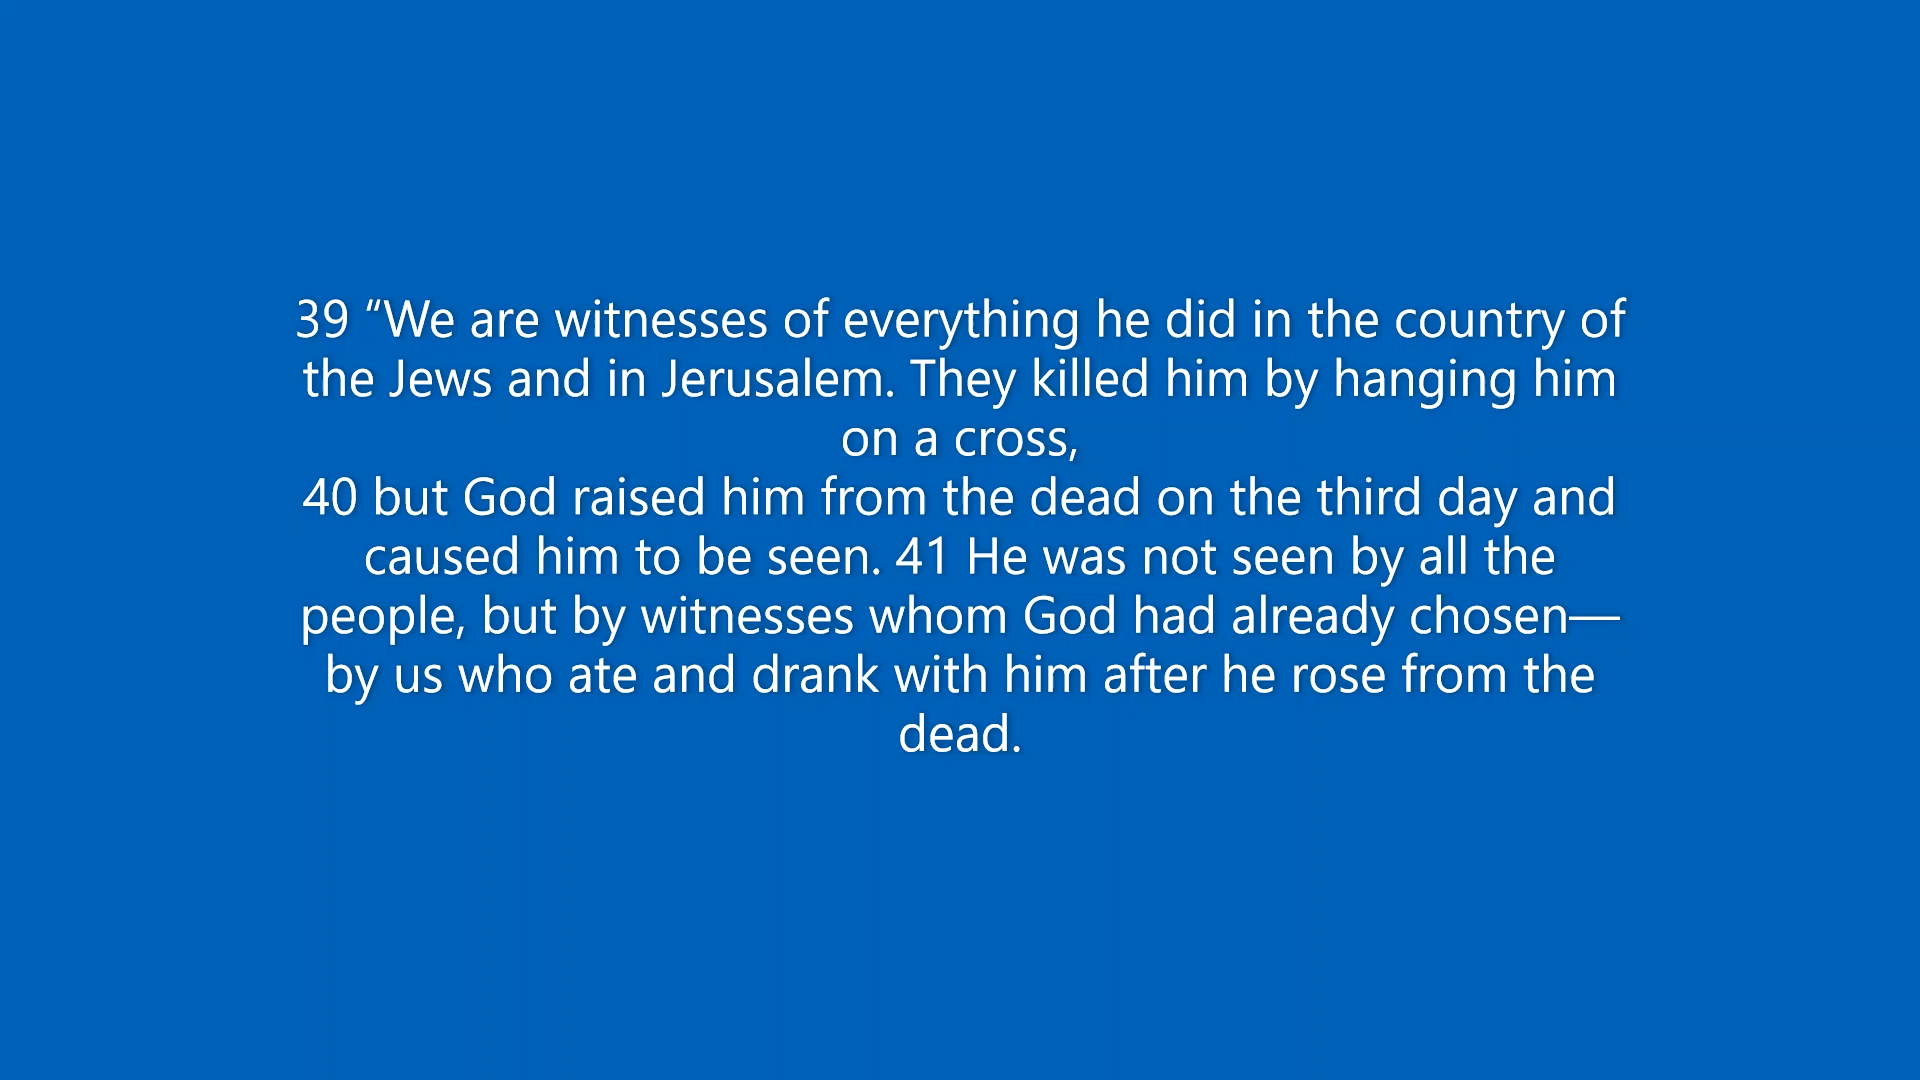 39 “We are witnesses of everything he did in the country of
the Jews and in Jerusalem. They killed him by hanging him
on a cross,
40 but God raised him from the dead on the third day and
caused him to be seen. 41 He was not seen by all the
people, but by witnesses whom God had already chosen—
by us who ate and drank with him after he rose from the
dead.